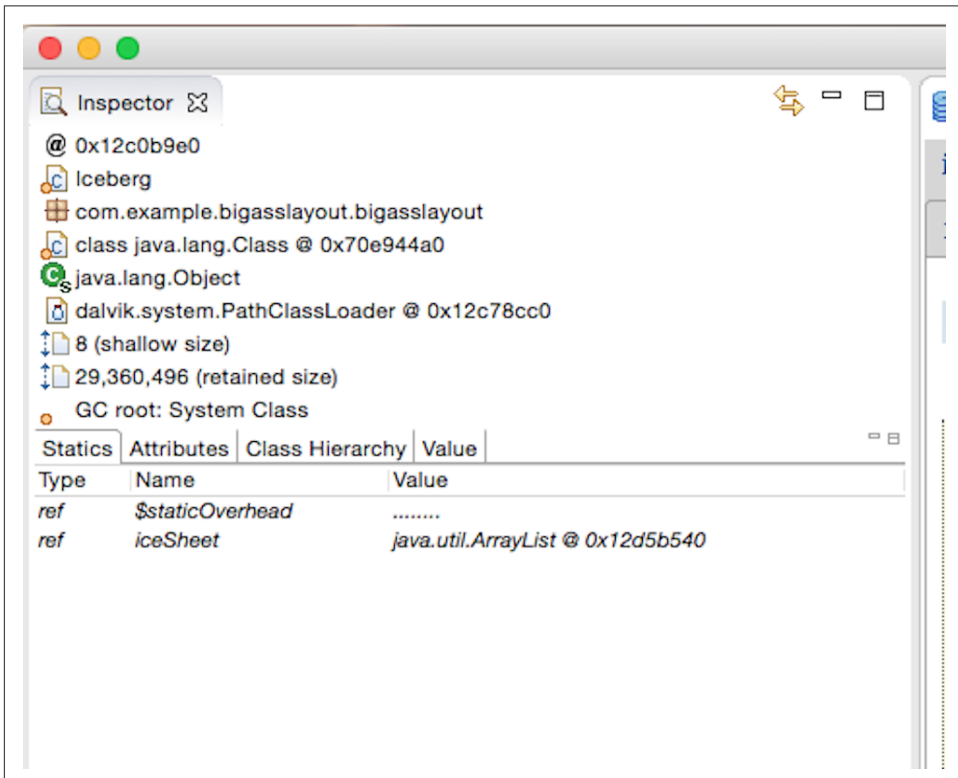 Inspector
@ 0x12c0b9e0
Iceberg
com.example.bigasslayout.bigasslayout
class java.lang.Class @ 0x70e944a0
java.lang.Object
dalvik.system.PathClassLoader @ 0x12c78cc0
8 (shallow size)
29,360,496 (retained size)
GC root: System Class
Statics Attributes Class Hierarchy Value
Type Name Value
ref $staticOverhead ........
ref iceSheet java.util.ArrayList @ 0x12d5b540